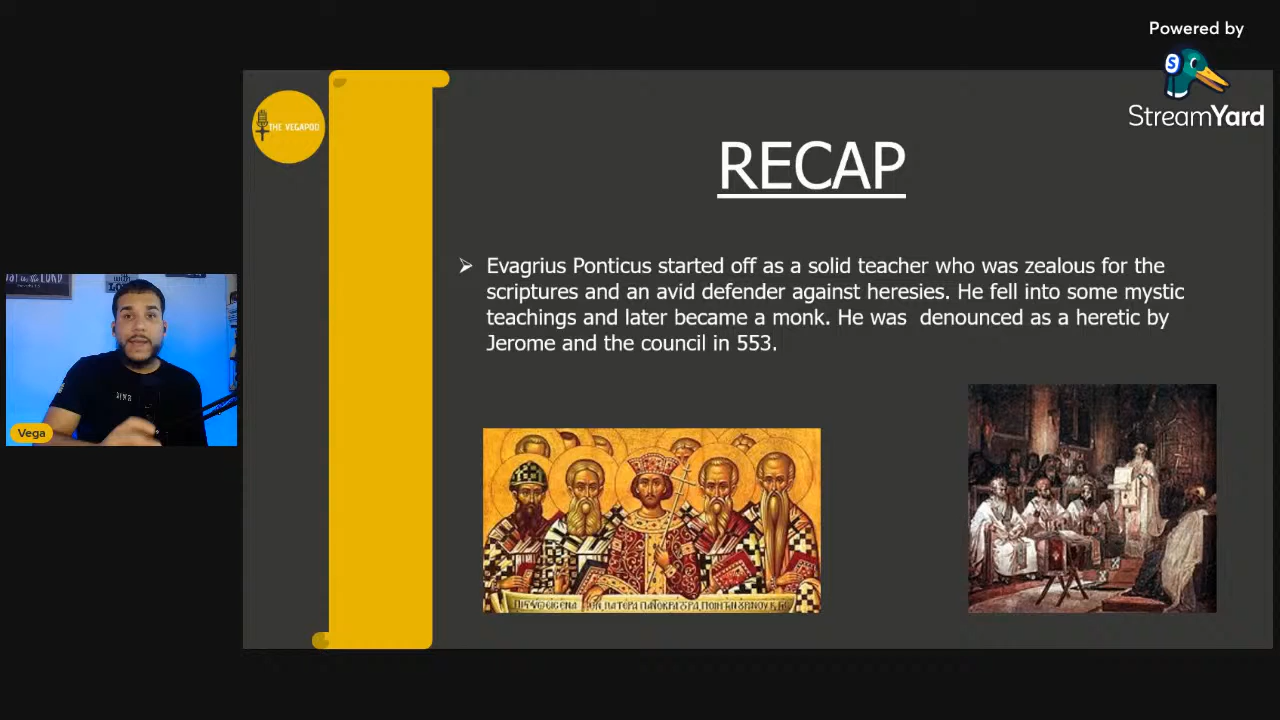 Powered by
S
StreamYard
THE VEGAPOD
RECAP
➢ Evagrius Ponticus started off as a solid teacher who was zealous for the
scriptures and an avid defender against heresies. He fell into some mystic
teachings and later became a monk. He was denounced as a heretic by
Jerome and the council in 553.
Vega